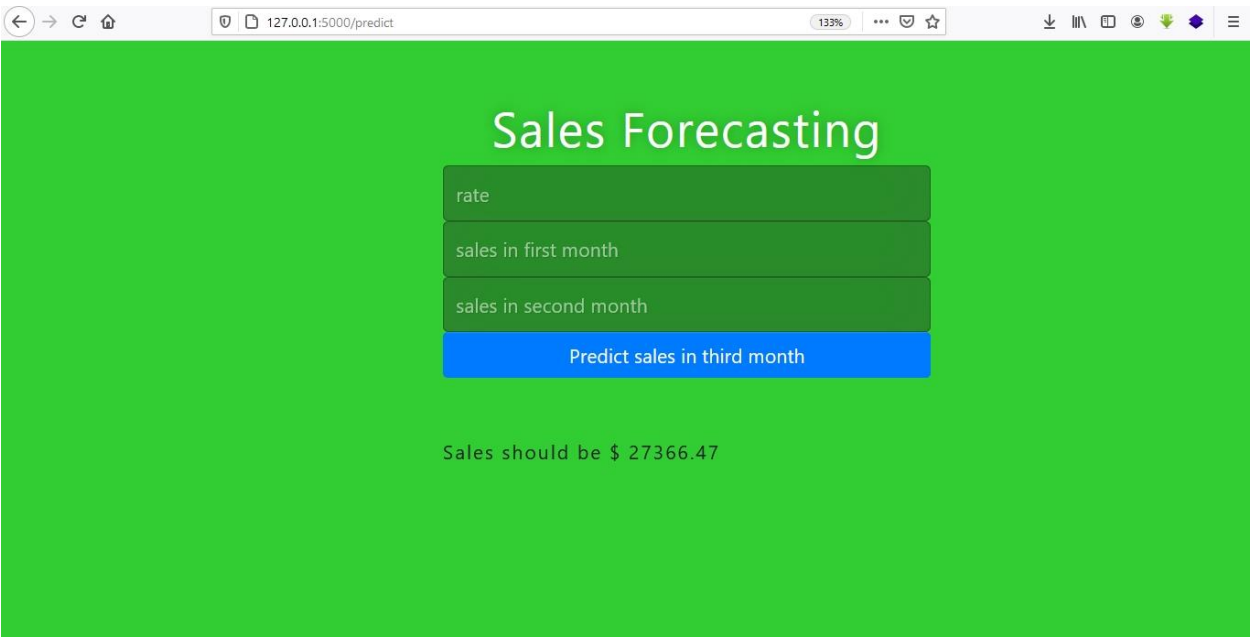 127.0.0.1:5000/predict
133%
Sales Forecasting
rate
sales in first month
sales in second month
Predict sales in third month
Sales should be $ 27366.47